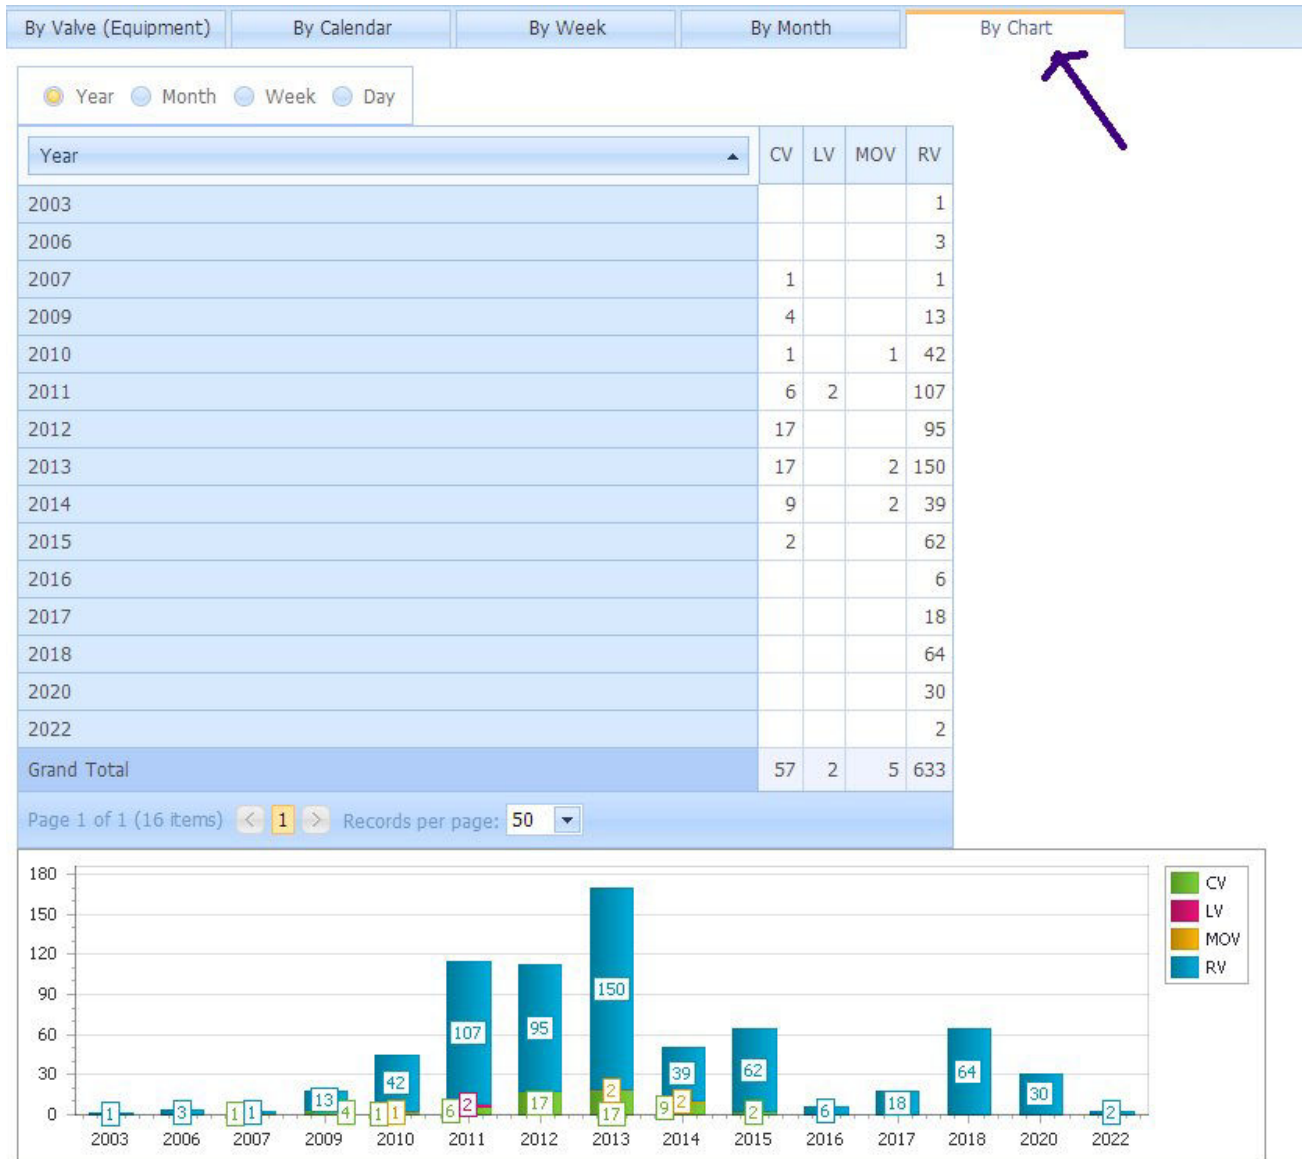 By Valve (Equipment) By Calendar By Week By Month By Chart
Year Month Week Day
Year CV LV MOV RV
2003 1
2006 3
2007 1 1
2009 4 13
2010 1 1 42
2011 6 2 107
2012 17 95
2013 17 2 150
2014 9 2 39
2015 2 62
2016 6
2017 18
2018 64
2020 30
2022 2
Grand Total 57 2 5 633
Page 1 of 1 (16 items) < 1 > Records per page: 50
180
150
120
90
60
30
0
1
3
1 1
13 4
42 1 1
107 6 2
95 17
150 2 17
39 9 2
62 2
6
18
64
30
2
2003 2006 2007 2009 2010 2011 2012 2013 2014 2015 2016 2017 2018 2020 2022
CV
LV
MOV
RV